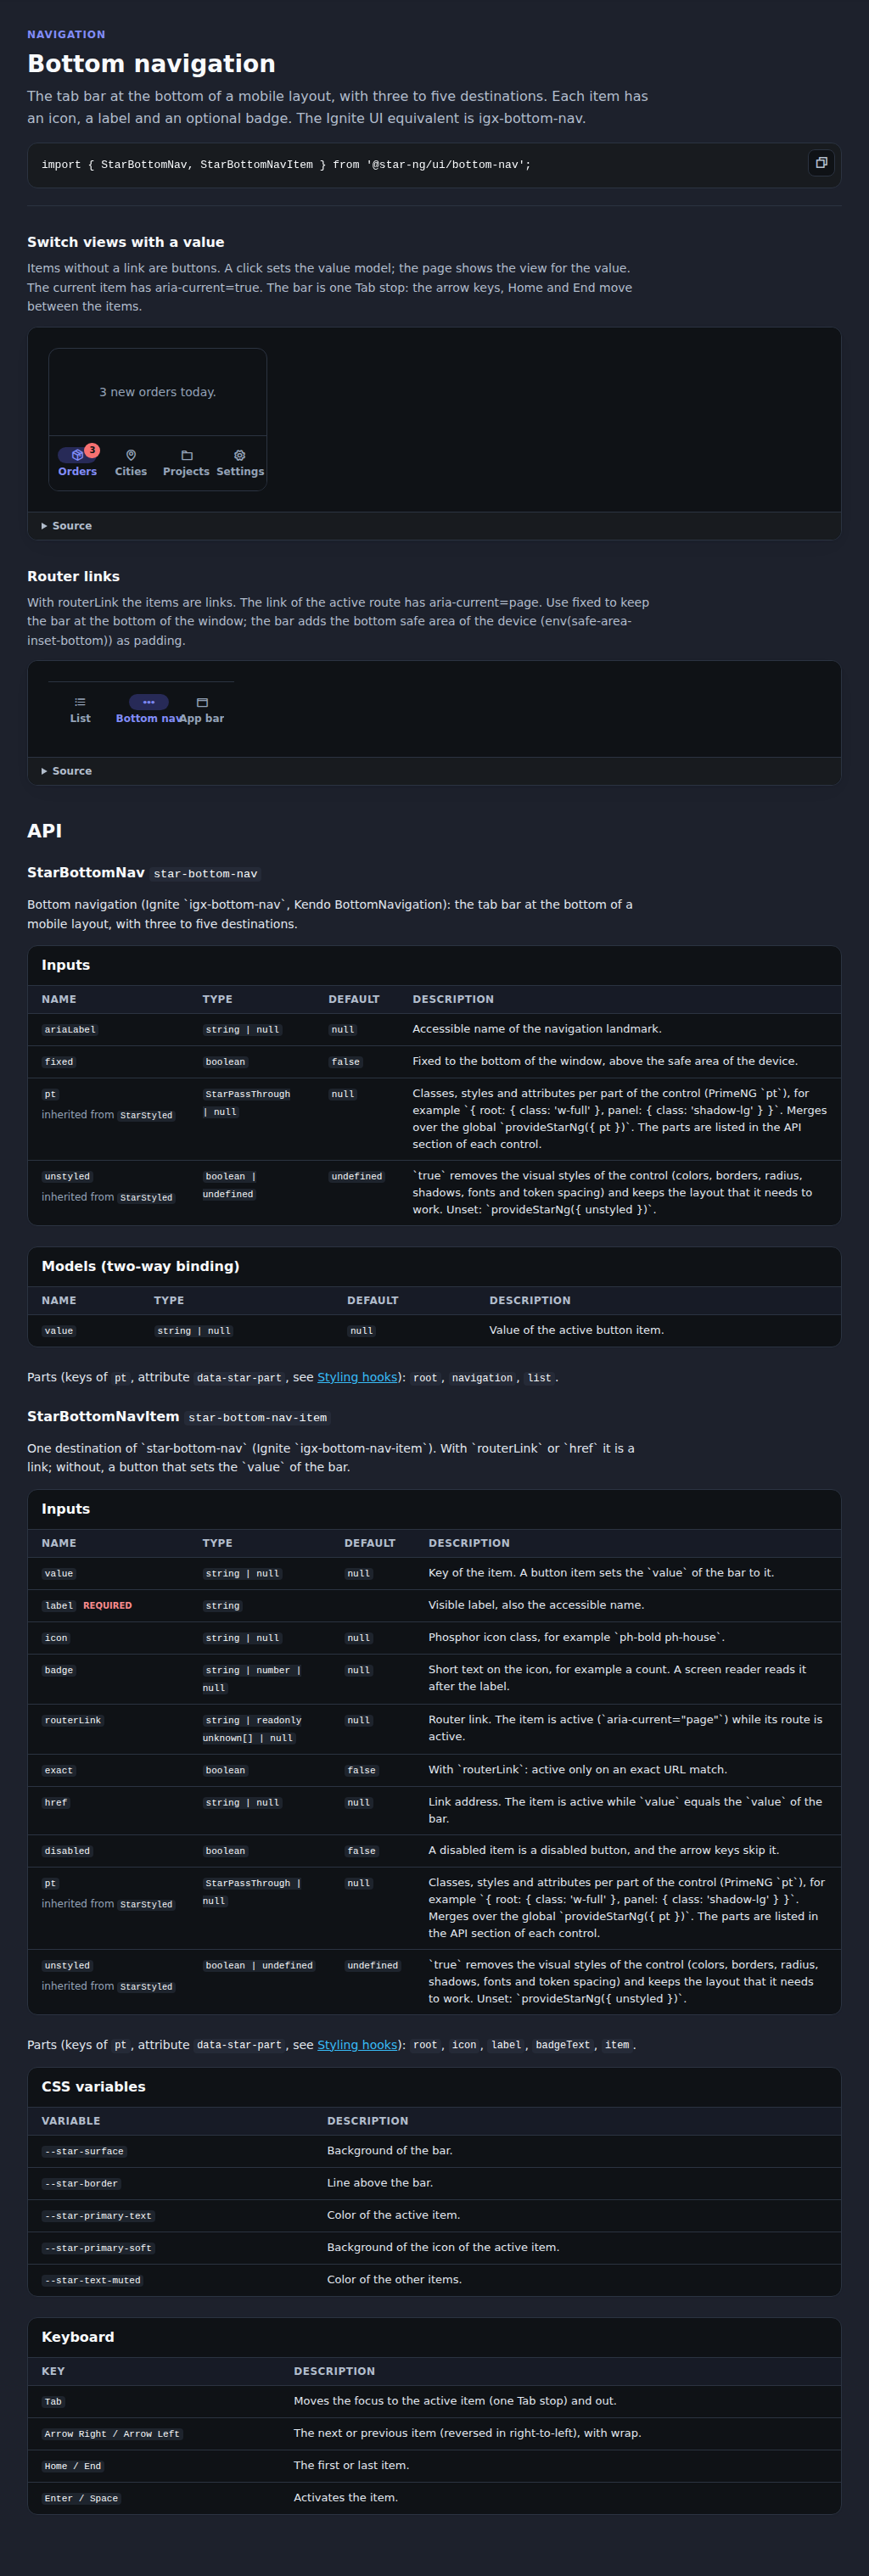 NAVIGATION
Bottom navigation
The tab bar at the bottom of a mobile layout, with three to five destinations. Each item has
an icon, a label and an optional badge. The Ignite UI equivalent is igx-bottom-nav.
import { StarBottomNav, StarBottomNavItem } from '@star-ng/ui/bottom-nav';
Switch views with a value
Items without a link are buttons. A click sets the value model; the page shows the view for the value.
The current item has aria-current=true. The bar is one Tab stop: the arrow keys, Home and End move
between the items.
3 new orders today.
3
Orders Cities Projects Settings
Source
Router links
With routerLink the items are links. The link of the active route has aria-current=page. Use fixed to keep
the bar at the bottom of the window; the bar adds the bottom safe area of the device (env(safe-area-
inset-bottom)) as padding.
List Bottom nav App bar
Source
API
StarBottomNav star-bottom-nav
Bottom navigation (Ignite `igx-bottom-nav`, Kendo BottomNavigation): the tab bar at the bottom of a
mobile layout, with three to five destinations.
Inputs
NAME TYPE DEFAULT DESCRIPTION
ariaLabel string | null null Accessible name of the navigation landmark.
fixed boolean false Fixed to the bottom of the window, above the safe area of the device.
pt StarPassThrough null Classes, styles and attributes per part of the control (PrimeNG `pt`), for
inherited from StarStyled | null example `{ root: { class: 'w-full' }, panel: { class: 'shadow-lg' } }`. Merges
over the global `provideStarNg({ pt })`. The parts are listed in the API
section of each control.
unstyled boolean | undefined `true` removes the visual styles of the control (colors, borders, radius,
inherited from StarStyled undefined shadows, fonts and token spacing) and keeps the layout that it needs to
work. Unset: `provideStarNg({ unstyled })`.
Models (two-way binding)
NAME TYPE DEFAULT DESCRIPTION
value string | null null Value of the active button item.
Parts (keys of pt, attribute data-star-part, see Styling hooks): root, navigation, list.
StarBottomNavItem star-bottom-nav-item
One destination of `star-bottom-nav` (Ignite `igx-bottom-nav-item`). With `routerLink` or `href` it is a
link; without, a button that sets the `value` of the bar.
Inputs
NAME TYPE DEFAULT DESCRIPTION
value string | null null Key of the item. A button item sets the `value` of the bar to it.
label REQUIRED string Visible label, also the accessible name.
icon string | null null Phosphor icon class, for example `ph-bold ph-house`.
badge string | number | null Short text on the icon, for example a count. A screen reader reads it
null after the label.
routerLink string | readonly null Router link. The item is active (`aria-current="page"`) while its route is
unknown[] | null active.
exact boolean false With `routerLink`: active only on an exact URL match.
href string | null null Link address. The item is active while `value` equals the `value` of the
bar.
disabled boolean false A disabled item is a disabled button, and the arrow keys skip it.
pt StarPassThrough | null Classes, styles and attributes per part of the control (PrimeNG `pt`), for
inherited from StarStyled null example `{ root: { class: 'w-full' }, panel: { class: 'shadow-lg' } }`.
Merges over the global `provideStarNg({ pt })`. The parts are listed in
the API section of each control.
unstyled boolean | undefined undefined `true` removes the visual styles of the control (colors, borders, radius,
inherited from StarStyled shadows, fonts and token spacing) and keeps the layout that it needs
to work. Unset: `provideStarNg({ unstyled })`.
Parts (keys of pt, attribute data-star-part, see Styling hooks): root, icon, label, badgeText, item.
CSS variables
VARIABLE DESCRIPTION
--star-surface Background of the bar.
--star-border Line above the bar.
--star-primary-text Color of the active item.
--star-primary-soft Background of the icon of the active item.
--star-text-muted Color of the other items.
Keyboard
KEY DESCRIPTION
Tab Moves the focus to the active item (one Tab stop) and out.
Arrow Right / Arrow Left The next or previous item (reversed in right-to-left), with wrap.
Home / End The first or last item.
Enter / Space Activates the item.